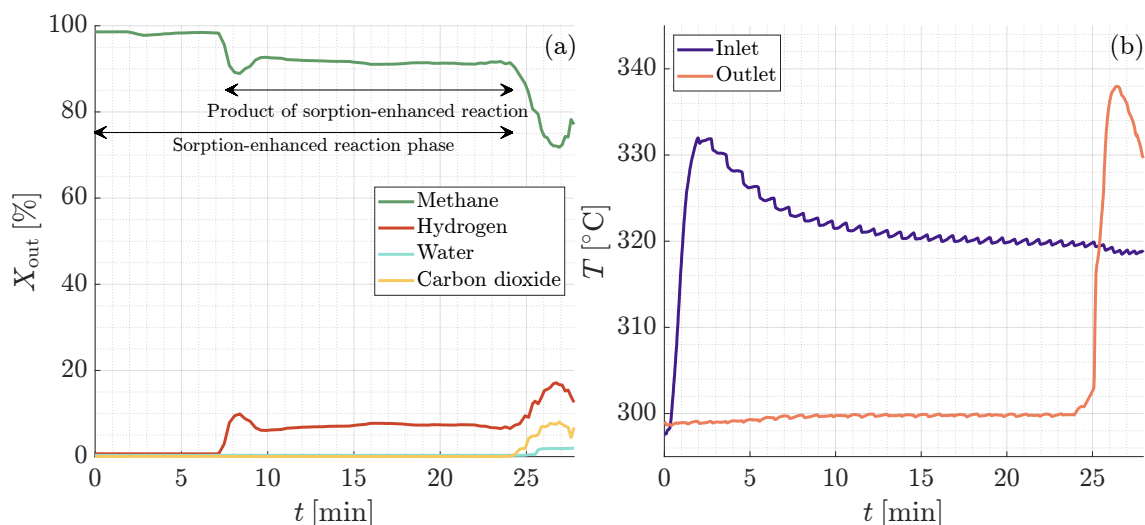 100
80
60
40
20
0
X_out [%]
(a)
Product of sorption-enhanced reaction
Sorption-enhanced reaction phase
Methane
Hydrogen
Water
Carbon dioxide
0 5 10 15 20 25
t [min]
340
330
320
310
300
T [°C]
(b)
Inlet
Outlet
0 5 10 15 20 25
t [min]